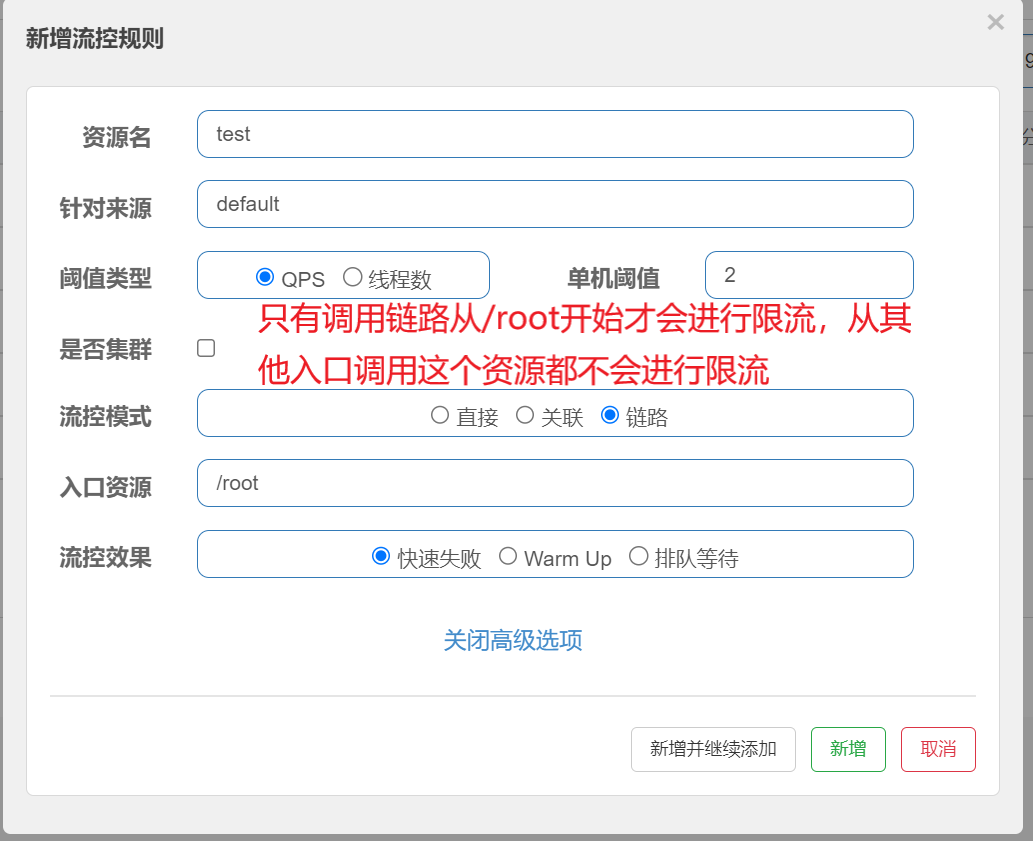 新增流控规则 ×
资源名 test
针对来源 default
阈值类型 QPS 线程数 单机阈值 2
只有调用链路从/root开始才会进行限流，从其
是否集群
他入口调用这个资源都不会进行限流
流控模式 直接 关联 链路
入口资源 /root
流控效果 快速失败 Warm Up 排队等待
关闭高级选项
新增并继续添加 新增 取消